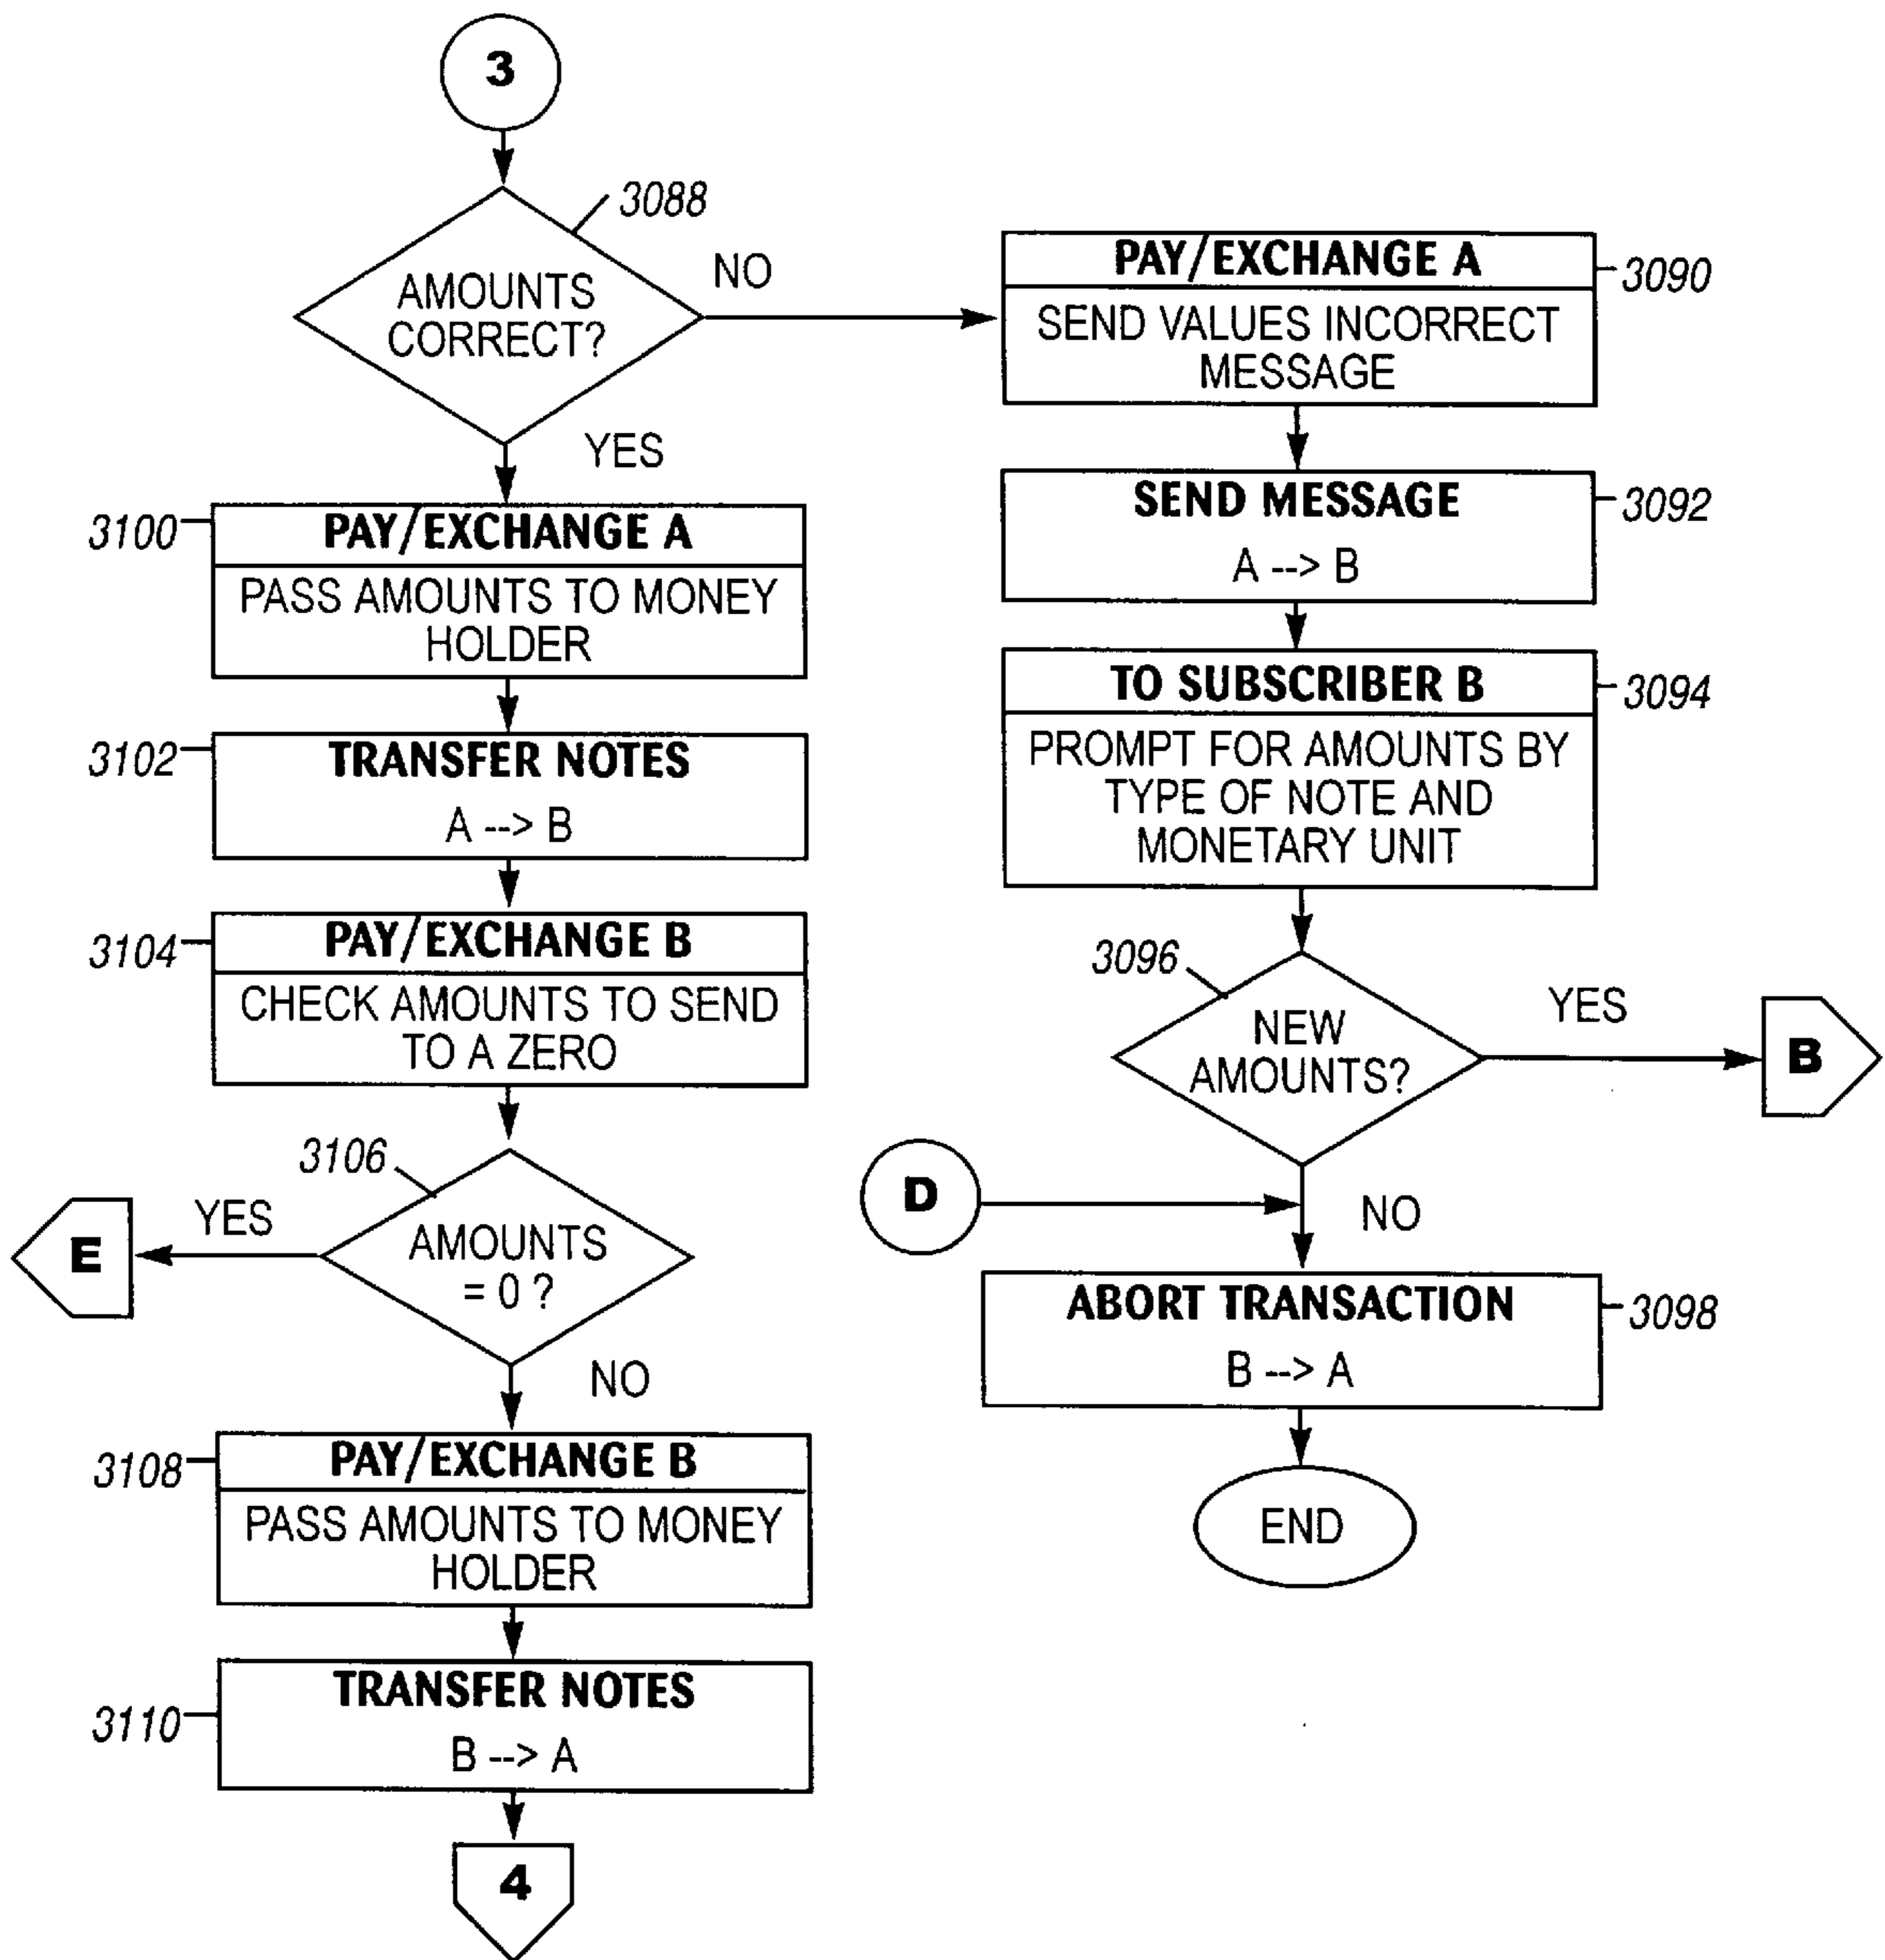 3
3088
AMOUNTS
CORRECT?
NO
YES
3100
PAY/EXCHANGE A
PASS AMOUNTS TO MONEY
HOLDER
3102
TRANSFER NOTES
A --> B
3104
PAY/EXCHANGE B
CHECK AMOUNTS TO SEND
TO A ZERO
3106
AMOUNTS
= 0 ?
YES
E
NO
3108
PAY/EXCHANGE B
PASS AMOUNTS TO MONEY
HOLDER
3110
TRANSFER NOTES
B --> A
4
PAY/EXCHANGE A
3090
SEND VALUES INCORRECT
MESSAGE
SEND MESSAGE
3092
A --> B
TO SUBSCRIBER B
3094
PROMPT FOR AMOUNTS BY
TYPE OF NOTE AND
MONETARY UNIT
3096
NEW
AMOUNTS?
YES
B
D
NO
ABORT TRANSACTION
3098
B --> A
END